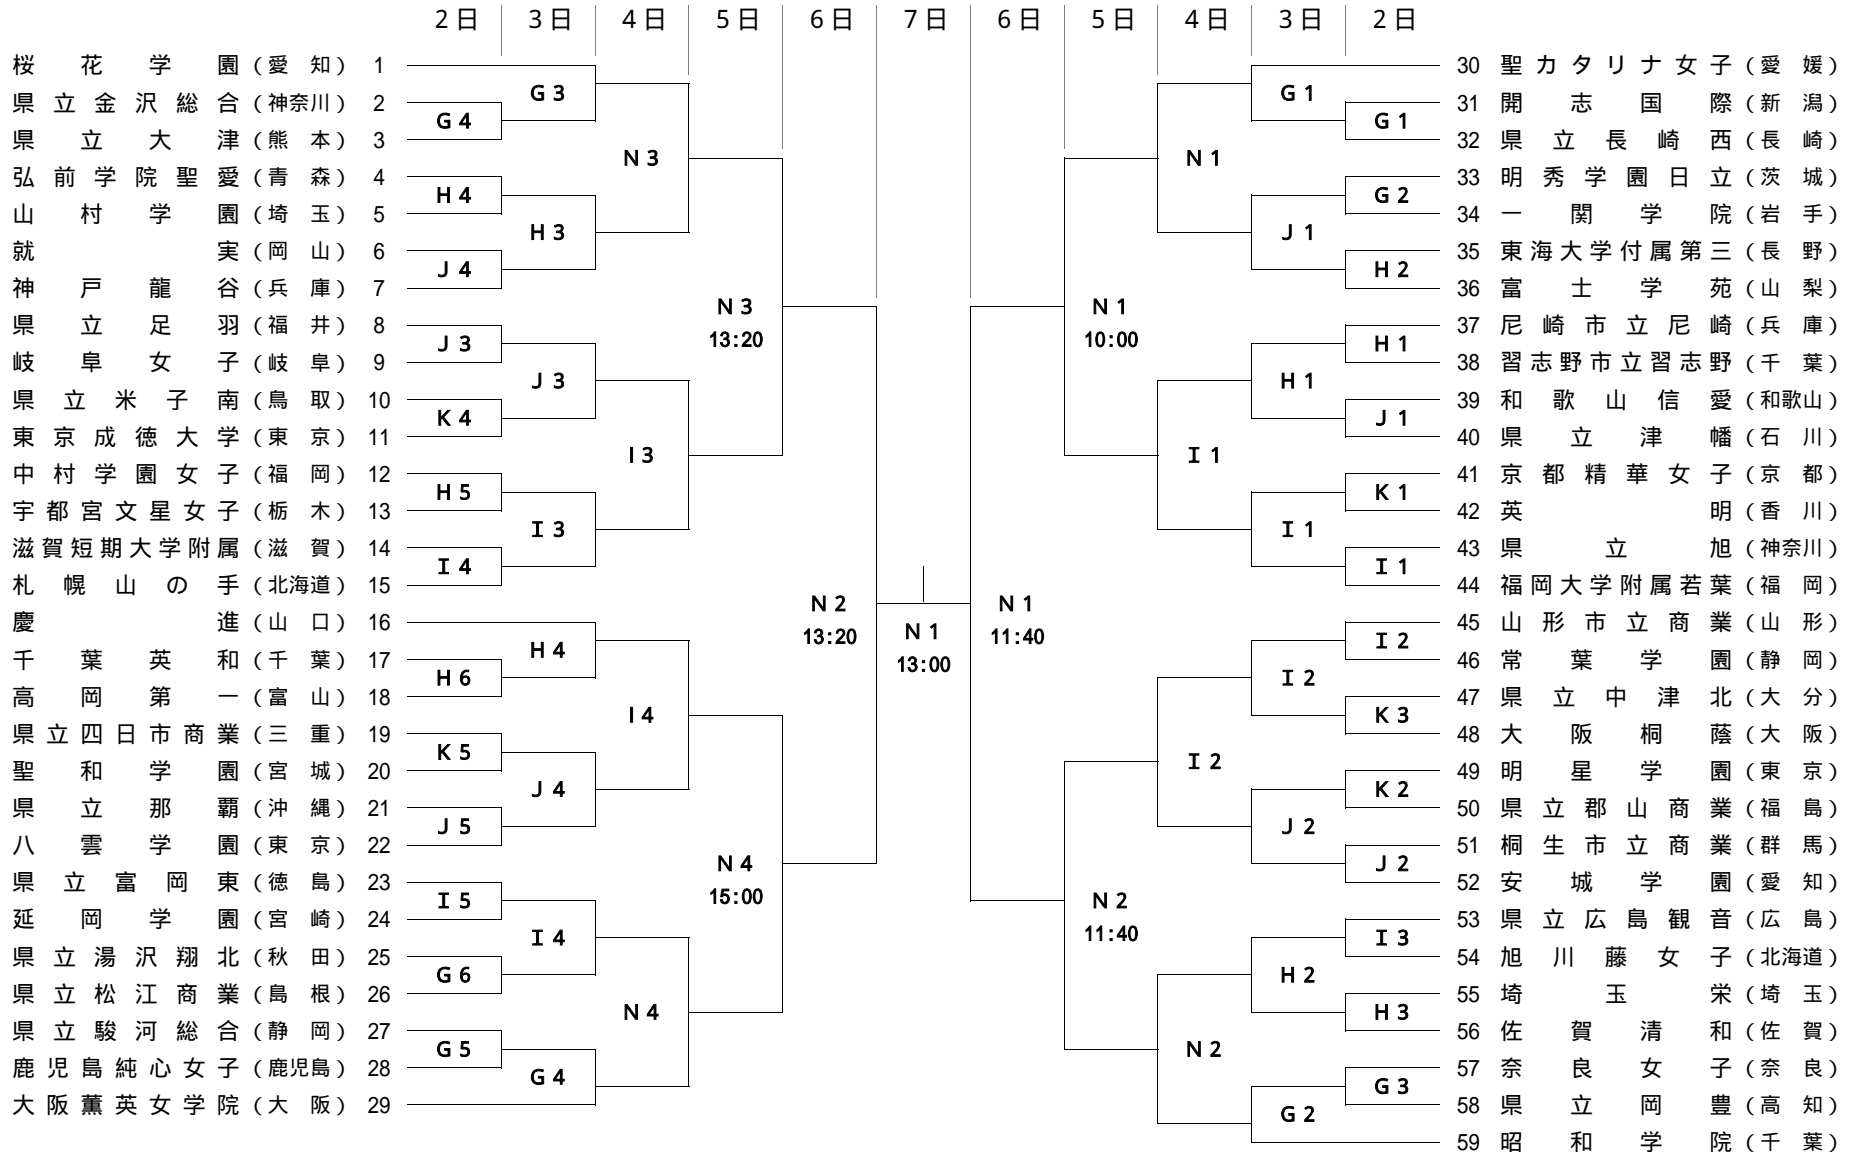 2日 3日 4日 5日 6日 7日 6日 5日 4日 3日 2日
桜花学園(愛知) 1
県立金沢総合(神奈川) 2
県立大津(熊本) 3
弘前学院聖愛(青森) 4
山村学園(埼玉) 5
就実(岡山) 6
神戸龍谷(兵庫) 7
県立足羽(福井) 8
岐阜女子(岐阜) 9
県立米子南(鳥取) 10
東京成徳大学(東京) 11
中村学園女子(福岡) 12
宇都宮文星女子(栃木) 13
滋賀短期大学附属(滋賀) 14
札幌山の手(北海道) 15
慶進(山口) 16
千葉英和(千葉) 17
高岡第一(富山) 18
県立四日市商業(三重) 19
聖和学園(宮城) 20
県立那覇(沖縄) 21
八雲学園(東京) 22
県立富岡東(徳島) 23
延岡学園(宮崎) 24
県立湯沢翔北(秋田) 25
県立松江商業(島根) 26
県立駿河総合(静岡) 27
鹿児島純心女子(鹿児島) 28
大阪薫英女学院(大阪) 29
G4
H4
J4
J3
K4
H5
I4
H6
K5
J5
I5
G6
G5
G3
H3
J3
I3
H4
J4
I4
G4
N3
I3
I4
N4
N3
13:20
N4
15:00
N2
13:20
N1
13:00
N1
11:40
N1
10:00
N2
11:40
N1
I1
I2
N2
G1
J1
H1
I1
I2
J2
H2
G2
G1
G2
H2
H1
J1
K1
I1
I2
K3
K2
J2
I3
H3
G3
30 聖カタリナ女子(愛媛)
31 開志国際(新潟)
32 県立長崎西(長崎)
33 明秀学園日立(茨城)
34 一関学院(岩手)
35 東海大学付属第三(長野)
36 富士学苑(山梨)
37 尼崎市立尼崎(兵庫)
38 習志野市立習志野(千葉)
39 和歌山信愛(和歌山)
40 県立津幡(石川)
41 京都精華女子(京都)
42 英明(香川)
43 県立旭(神奈川)
44 福岡大学附属若葉(福岡)
45 山形市立商業(山形)
46 常葉学園(静岡)
47 県立中津北(大分)
48 大阪桐蔭(大阪)
49 明星学園(東京)
50 県立郡山商業(福島)
51 桐生市立商業(群馬)
52 安城学園(愛知)
53 県立広島観音(広島)
54 旭川藤女子(北海道)
55 埼玉栄(埼玉)
56 佐賀清和(佐賀)
57 奈良女子(奈良)
58 県立岡豊(高知)
59 昭和学院(千葉)